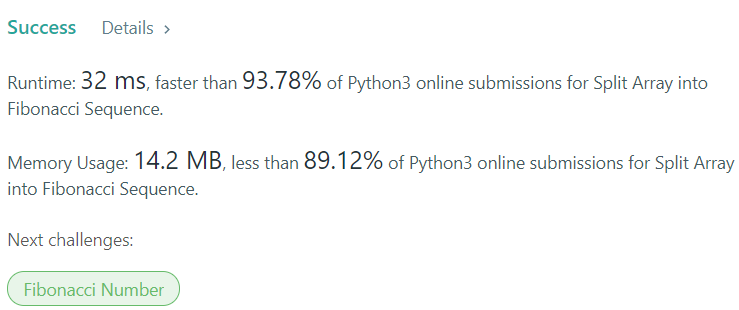 Success Details >
Runtime: 32 ms, faster than 93.78% of Python3 online submissions for Split Array into
Fibonacci Sequence.
Memory Usage: 14.2 MB, less than 89.12% of Python3 online submissions for Split Array
into Fibonacci Sequence.
Next challenges:
Fibonacci Number